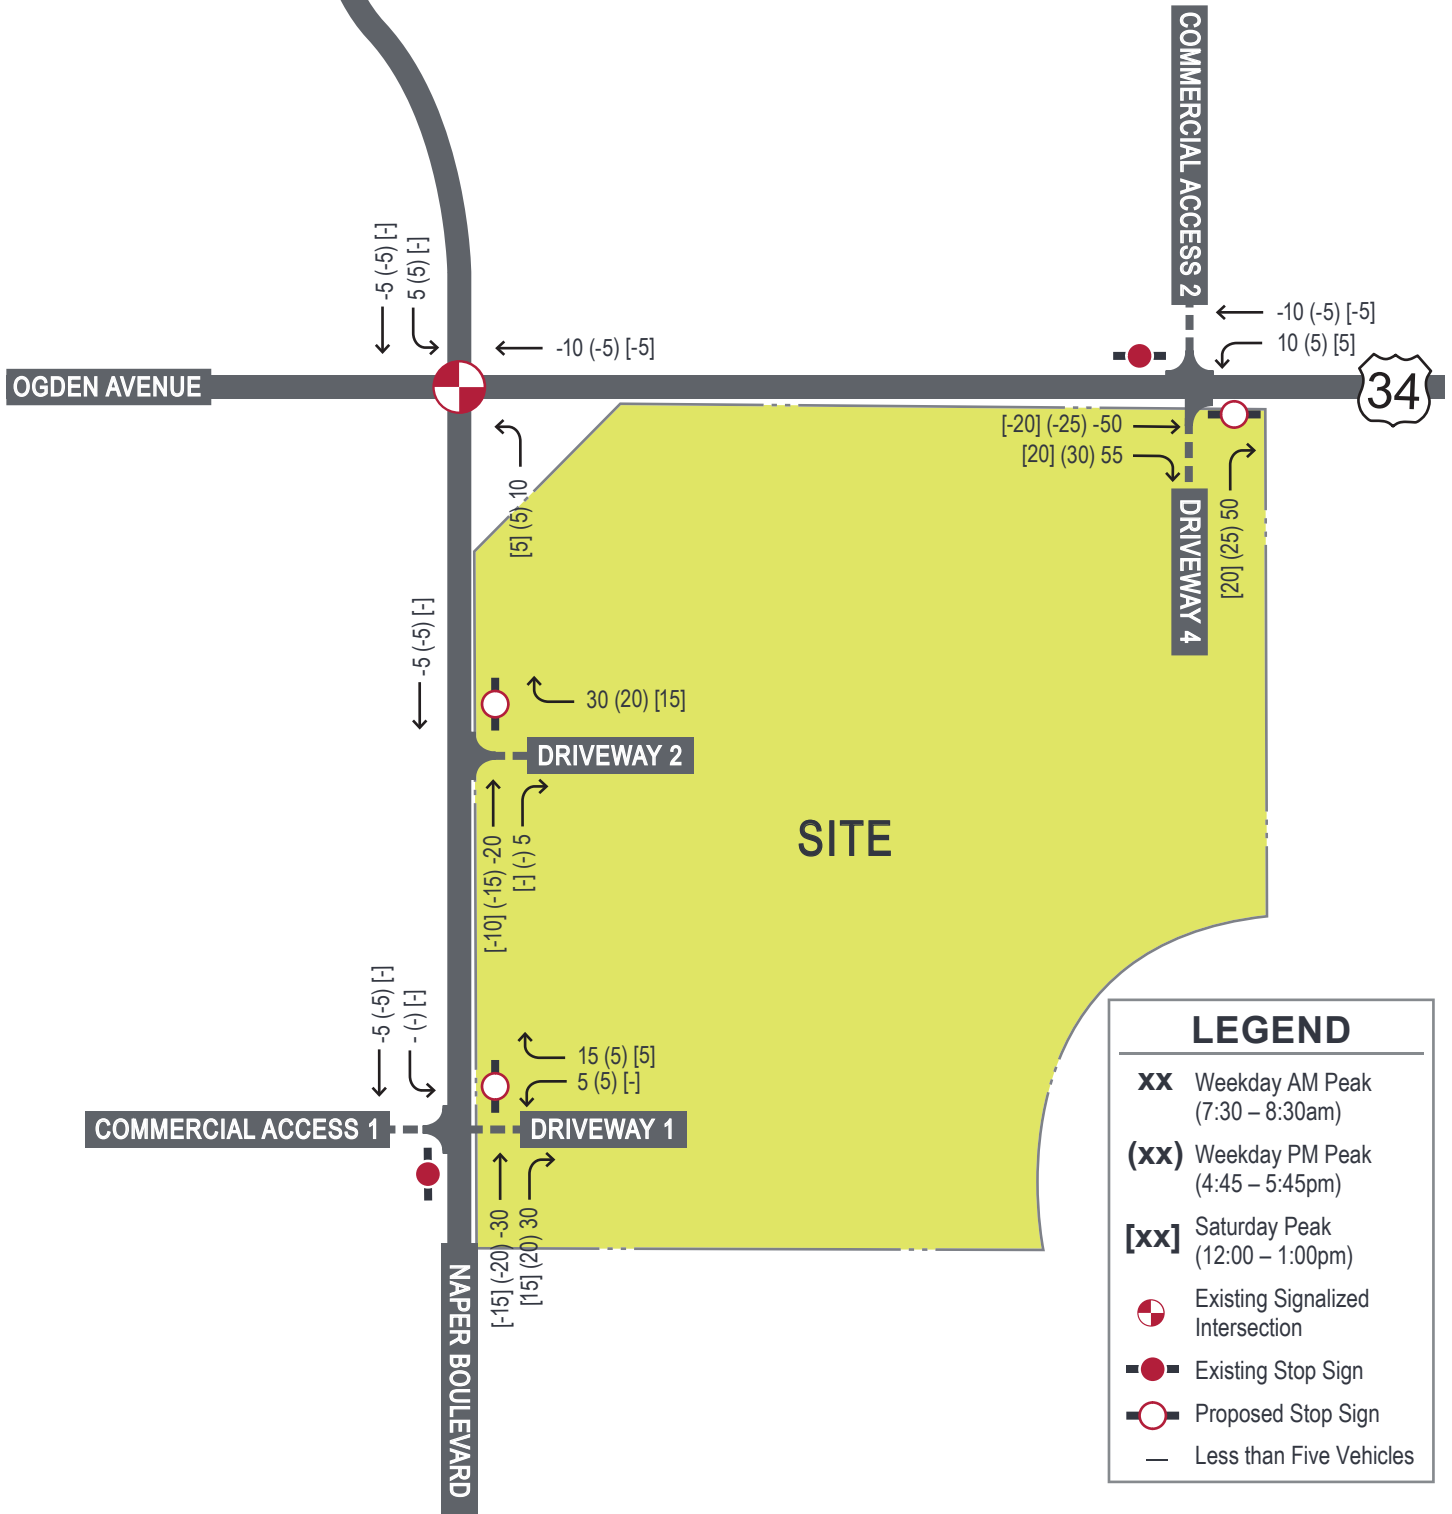 COMMERCIAL ACCESS 2
-5 (-5) [-]
5 (5) [-]
-10 (-5) [-5]
-10 (-5) [-5]
10 (5) [5]
OGDEN AVENUE
34
[-20] (-25) -50
[20] (30) 55
[5] (5) 10
DRIVEWAY 4
[20] (25) 50
-5 (-5) [-]
30 (20) [15]
DRIVEWAY 2
SITE
[-10] (-15) -20
[-] (-) 5
-5 (-5) [-]
- (-) [-]
15 (5) [5]
5 (5) [-]
COMMERCIAL ACCESS 1
DRIVEWAY 1
[-15] (-20) -30
[15] (20) 30
NAPER BOULEVARD
LEGEND
xx Weekday AM Peak
(7:30 – 8:30am)
(xx) Weekday PM Peak
(4:45 – 5:45pm)
[xx] Saturday Peak
(12:00 – 1:00pm)
Existing Signalized
Intersection
Existing Stop Sign
Proposed Stop Sign
— Less than Five Vehicles